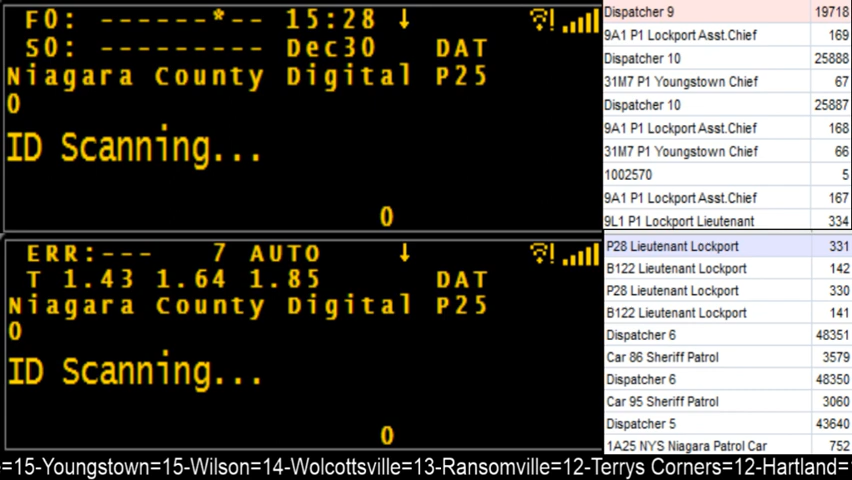 F0: ------*-- 15:28 ↓
S0: --------- Dec30 DAT
Niagara County Digital P25
0
ID Scanning...
0
ERR:--- 7 AUTO ↓
T 1.43 1.64 1.85 DAT
Niagara County Digital P25
0
ID Scanning...
0
Dispatcher 9 19718
9A1 P1 Lockport Asst.Chief 169
Dispatcher 10 25888
31M7 P1 Youngstown Chief 67
Dispatcher 10 25887
9A1 P1 Lockport Asst.Chief 168
31M7 P1 Youngstown Chief 66
1002570 5
9A1 P1 Lockport Asst.Chief 167
9L1 P1 Lockport Lieutenant 334
P28 Lieutenant Lockport 331
B122 Lieutenant Lockport 142
P28 Lieutenant Lockport 330
B122 Lieutenant Lockport 141
Dispatcher 6 48351
Car 86 Sheriff Patrol 3579
Dispatcher 6 48350
Car 95 Sheriff Patrol 3060
Dispatcher 5 43640
1A25 NYS Niagara Patrol Car 752
=15-Youngstown=15-Wilson=14-Wolcottsville=13-Ransomville=12-Terrys Corners=12-Hartland=